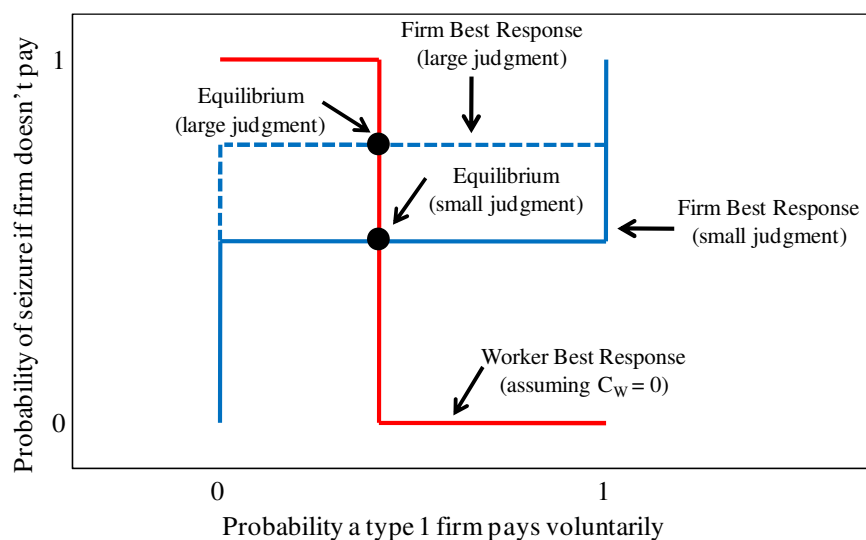 Firm Best Response
(large judgment)
1
Equilibrium
(large judgment)
Equilibrium
(small judgment)
Firm Best Response
(small judgment)
Probability of seizure if firm doesn't pay
Worker Best Response
(assuming C_W = 0)
0
0
1
Probability a type 1 firm pays voluntarily